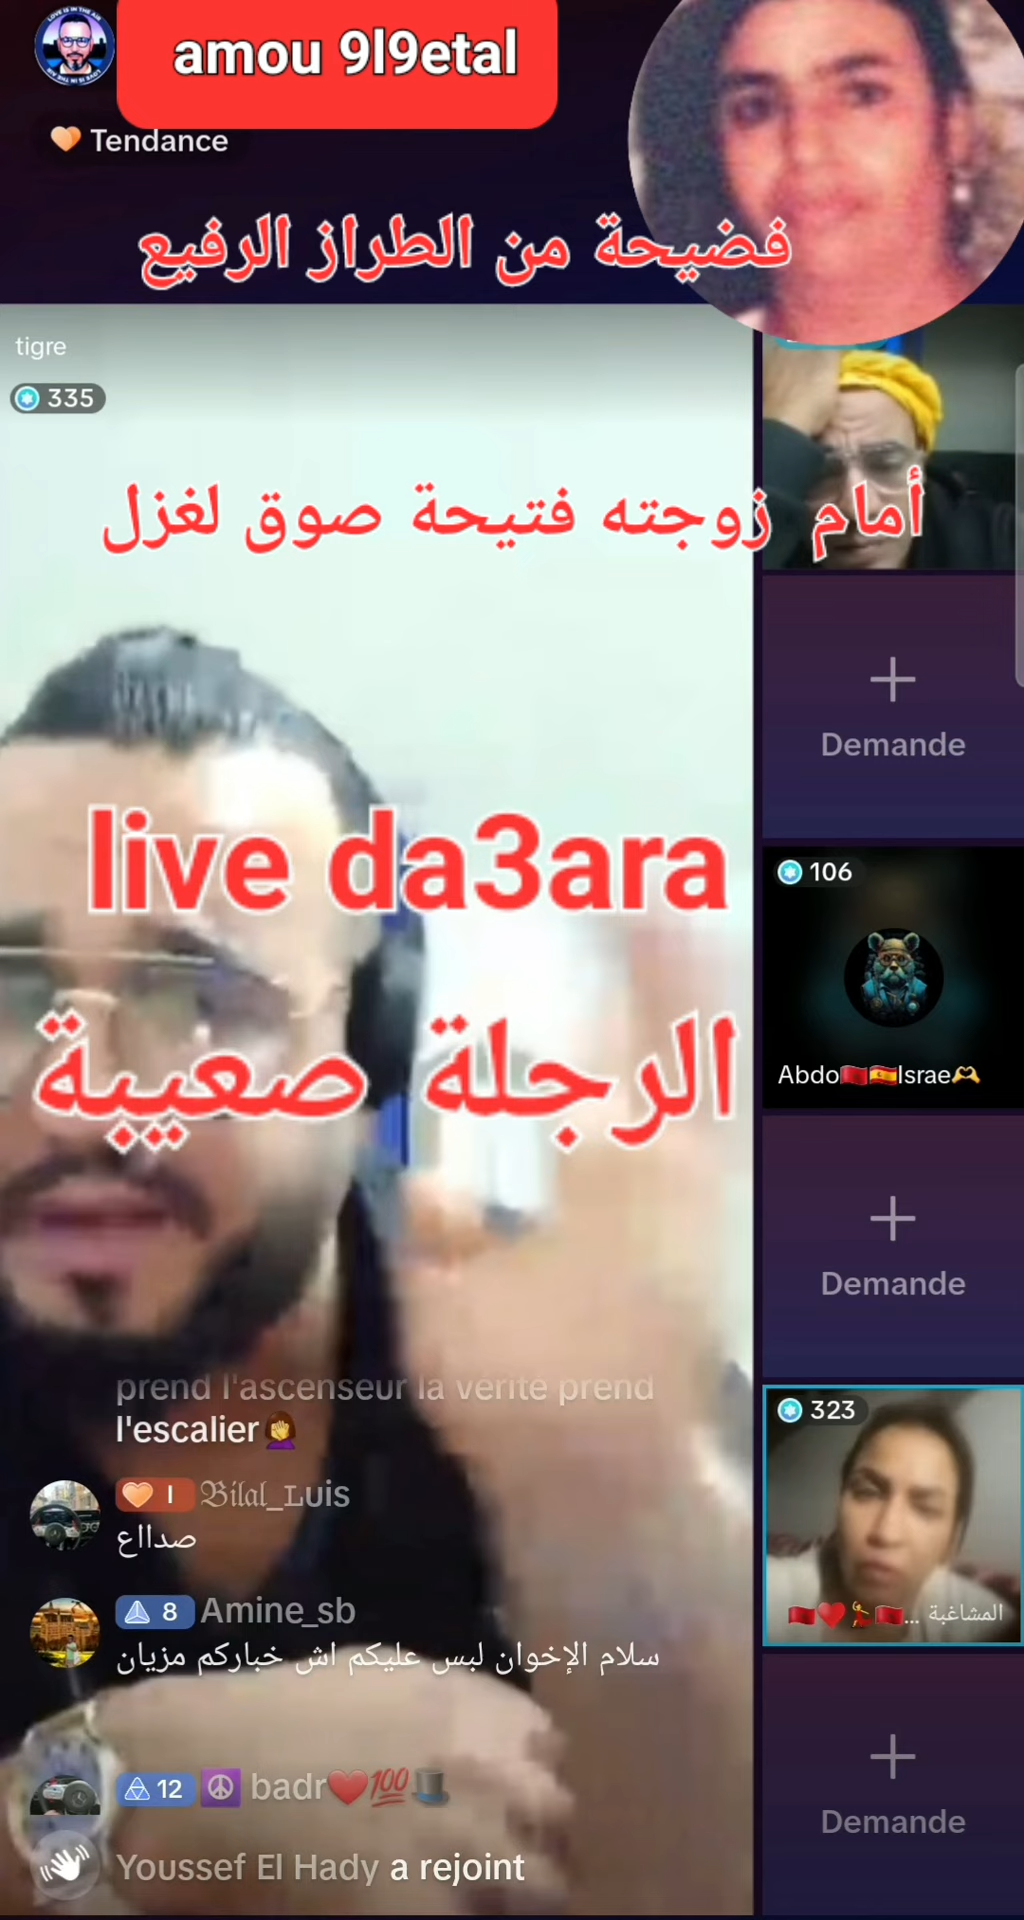 amou 9l9etal
Tendance
فضيحة من الطراز الرفيع
tigre
335
أمام زوجته فتيحة صوق لغزل
Demande
live da3ara
106
الرجلة صعيبة
Abdo🇲🇦🇪🇸Israe🫶
Demande
prend l'ascenseur la vérité prend
l'escalier🤦‍♀️
323
I 𝔅𝔦𝔩𝔞𝔩_Luis
صدااع
8 Amine_sb
المشاغبة ...🇲🇦💃❤️🇲🇦
سلام الإخوان لبس عليكم اش خباركم مزيان
12 ☮️ badr❤️💯🎩
Demande
Youssef El Hady a rejoint